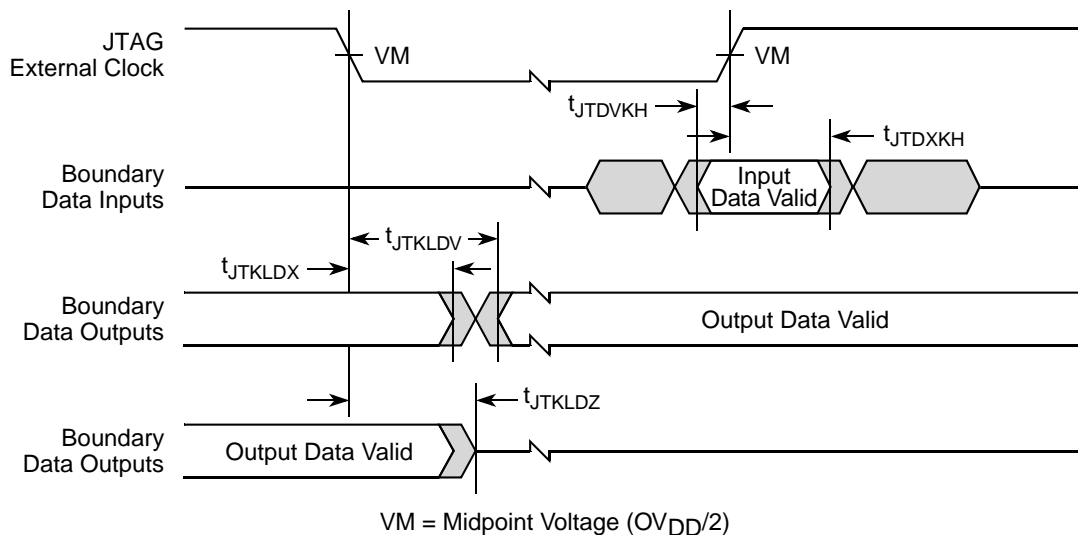 JTAG
External Clock
VM
VM
tJTDVKH
tJTDXKH
Boundary
Data Inputs
Input
Data Valid
tJTKLDV
tJTKLDX
Boundary
Data Outputs
Output Data Valid
tJTKLDZ
Boundary
Data Outputs
Output Data Valid
VM = Midpoint Voltage (OVDD/2)